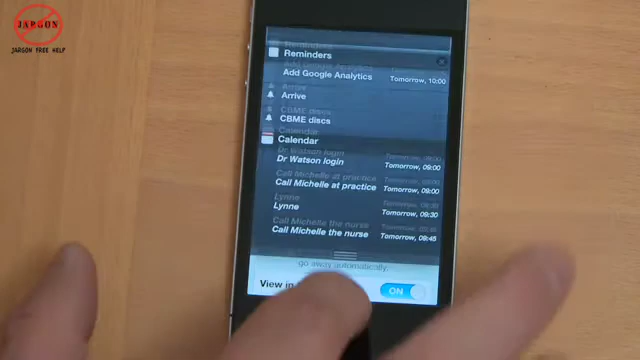 JARGON
JARGON FREE HELP
Reminders
Add Google Analytics Tomorrow, 10:00
Arrive
CBME discs
Calendar
Dr Watson login Tomorrow, 09:00
Call Michelle at practice Tomorrow, 09:00
Lynne Tomorrow, 09:30
Call Michelle the nurse Tomorrow, 09:45
go away automatically.
View in
ON